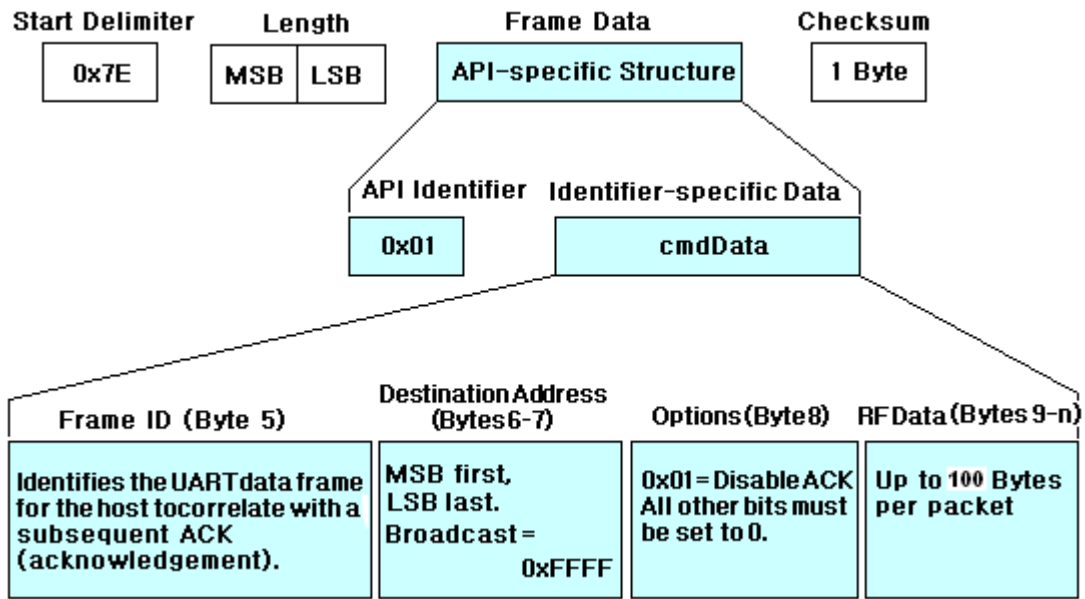 Start Delimiter
Length
Frame Data
Checksum
0x7E
MSB
LSB
API-specific Structure
1 Byte
API Identifier
Identifier-specific Data
0x01
cmdData
Frame ID (Byte 5)
Destination Address
(Bytes 6-7)
Options (Byte 8)
RF Data (Bytes 9-n)
Identifies the UART data frame
for the host tocorrelate with a
subsequent ACK
(acknowledgement).
MSB first,
LSB last.
Broadcast =
0xFFFF
0x01 = Disable ACK
All other bits must
be set to 0.
Up to 100 Bytes
per packet